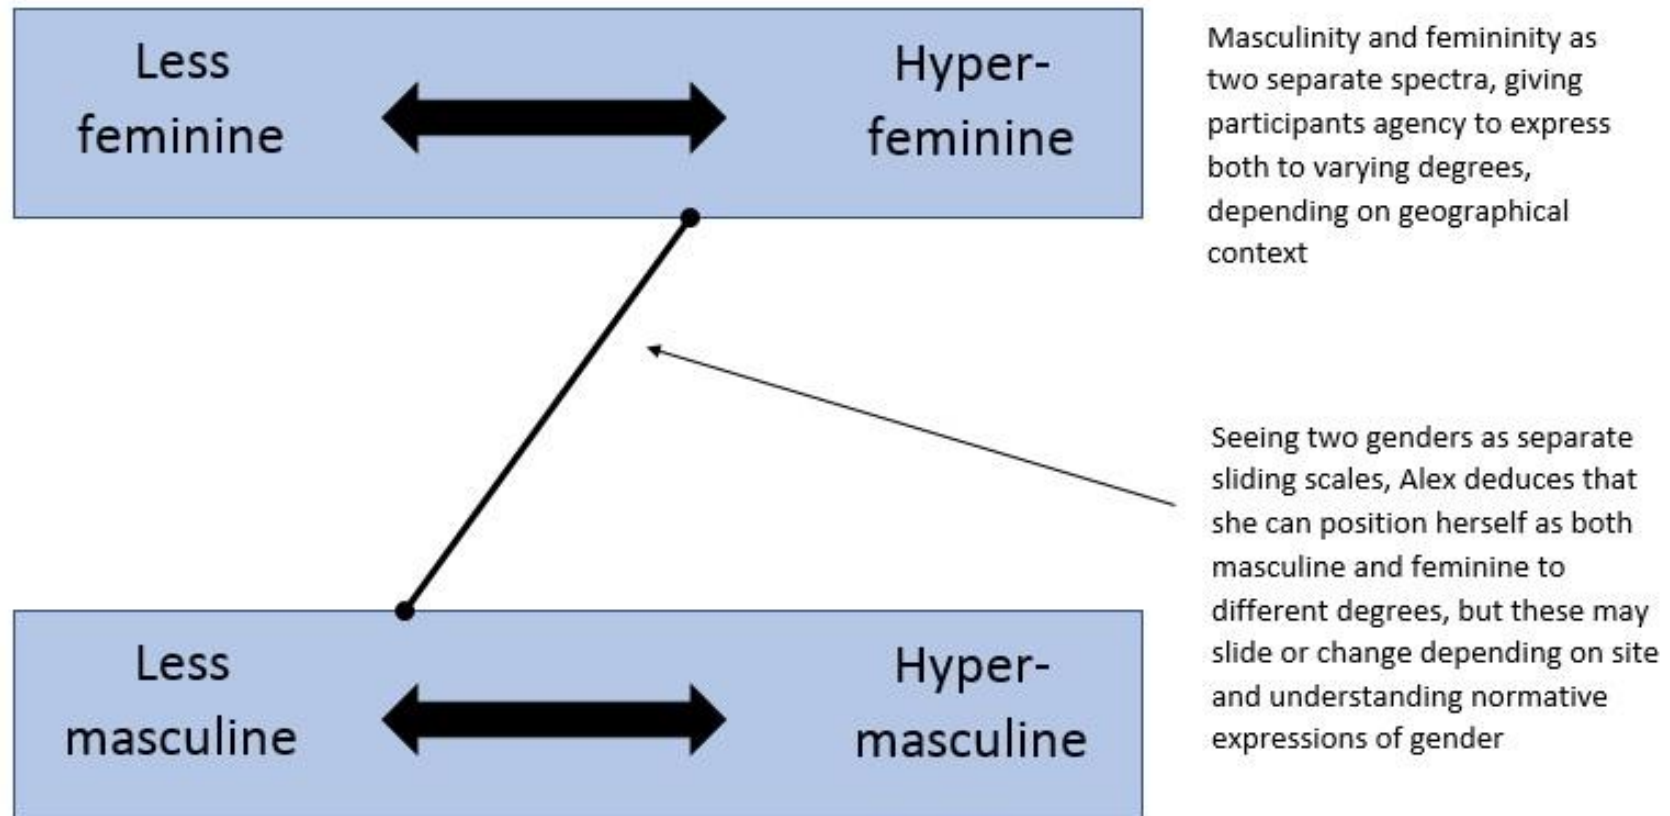 Less
feminine
Hyper-
feminine
Masculinity and femininity as
two separate spectra, giving
participants agency to express
both to varying degrees,
depending on geographical
context
Seeing two genders as separate
sliding scales, Alex deduces that
she can position herself as both
masculine and feminine to
different degrees, but these may
slide or change depending on site
and understanding normative
expressions of gender
Less
masculine
Hyper-
masculine